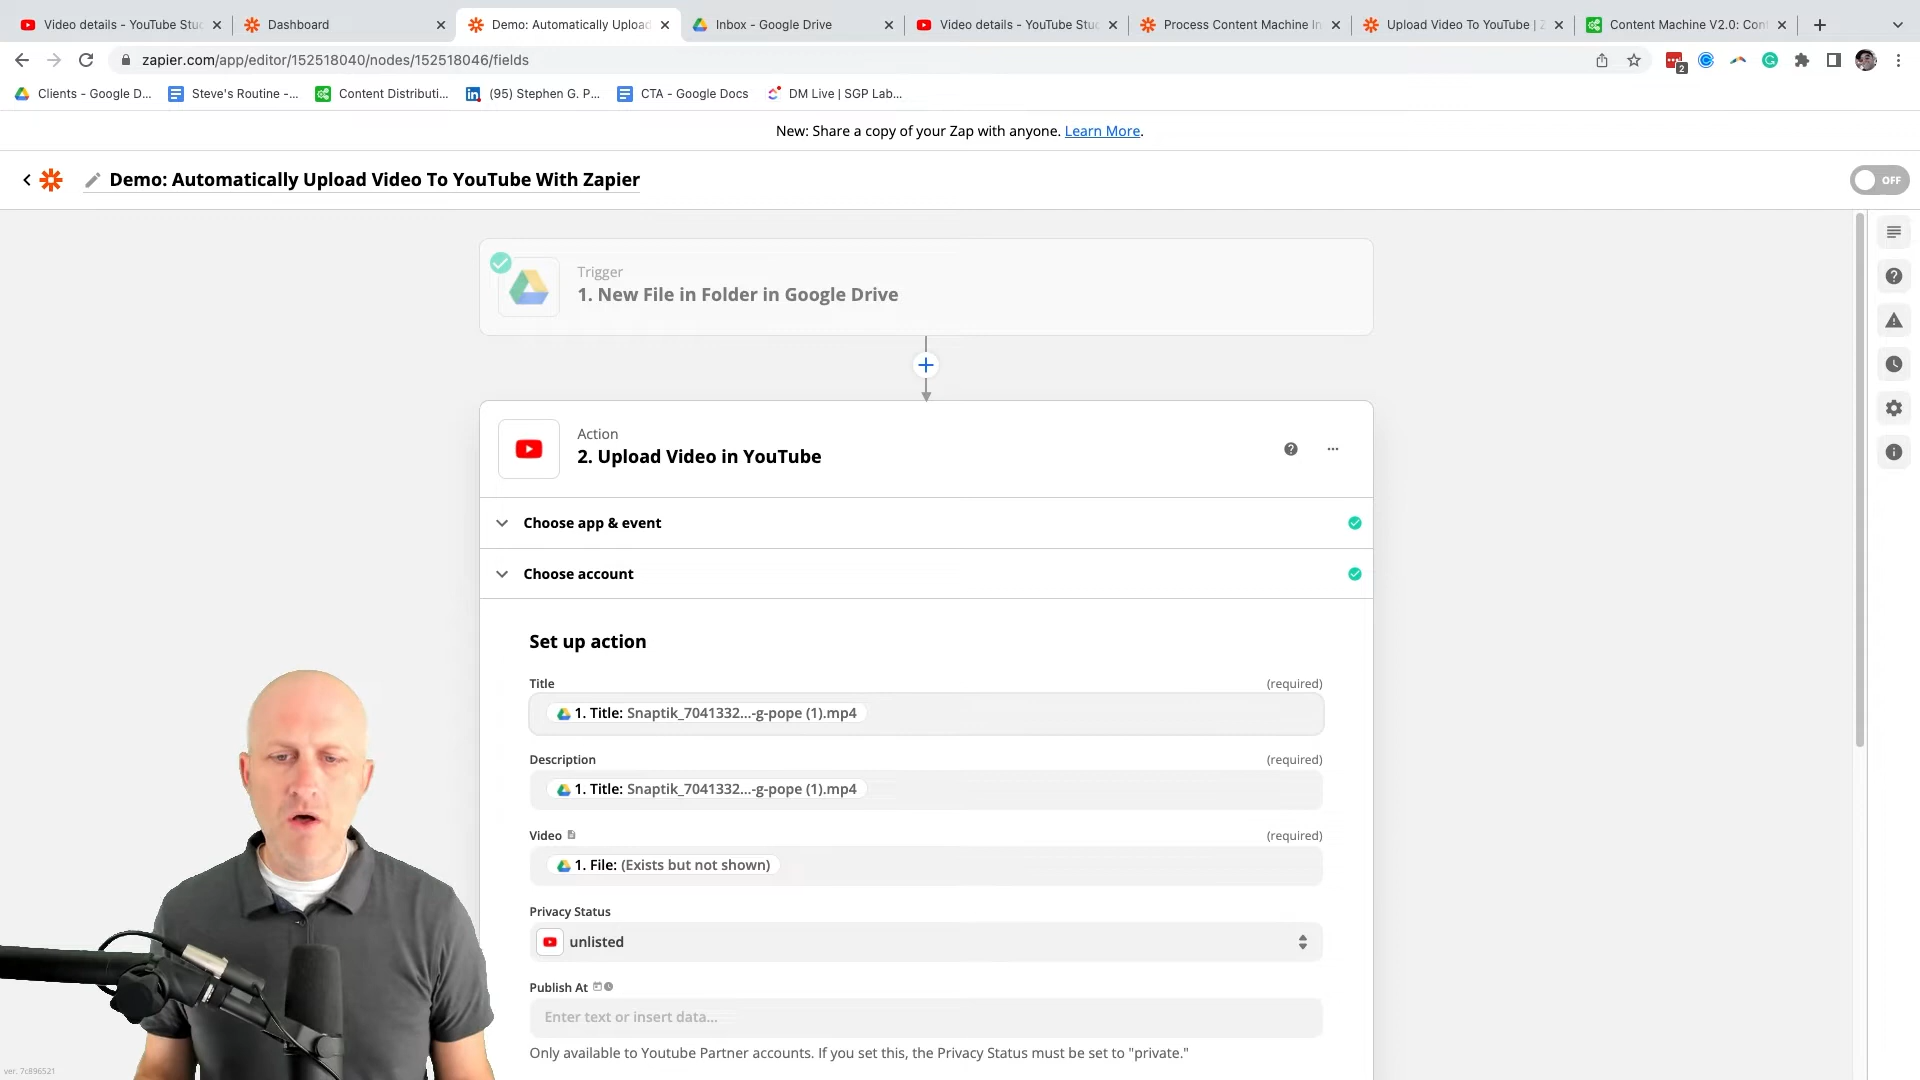 Video details - YouTube Stu
Dashboard
Demo: Automatically Upload
Inbox - Google Drive
Video details - YouTube Stu
Process Content Machine In
Upload Video To YouTube | Z
Content Machine V2.0: Con
zapier.com/app/editor/152518040/nodes/152518046/fields
2
Clients - Google D...
Steve's Routine -...
Content Distributi...
(95) Stephen G. P...
CTA - Google Docs
DM Live | SGP Lab...
New: Share a copy of your Zap with anyone. Learn More.
Demo: Automatically Upload Video To YouTube With Zapier
OFF
Trigger
1. New File in Folder in Google Drive
Action
2. Upload Video in YouTube
Choose app & event
Choose account
Set up action
Title (required)
1. Title: Snaptik_7041332...-g-pope (1).mp4
Description (required)
1. Title: Snaptik_7041332...-g-pope (1).mp4
Video (required)
1. File: (Exists but not shown)
Privacy Status
unlisted
Publish At
Enter text or insert data...
Only available to Youtube Partner accounts. If you set this, the Privacy Status must be set to "private."
ver. 7c896521